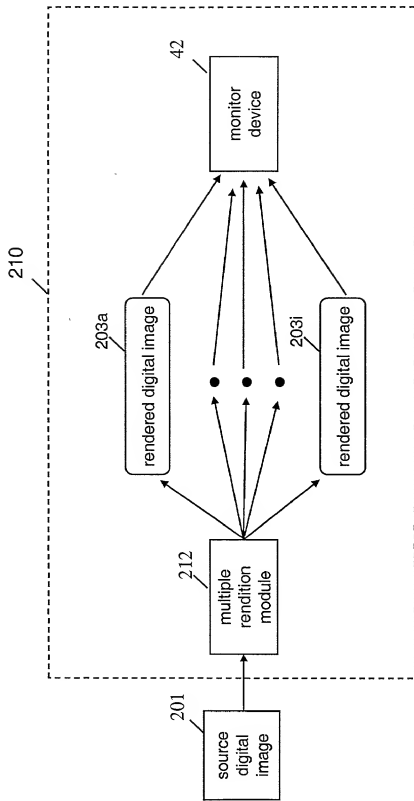 210
201
source
digital
image
212
multiple
rendition
module
203a
rendered digital image
203i
rendered digital image
42
monitor
device